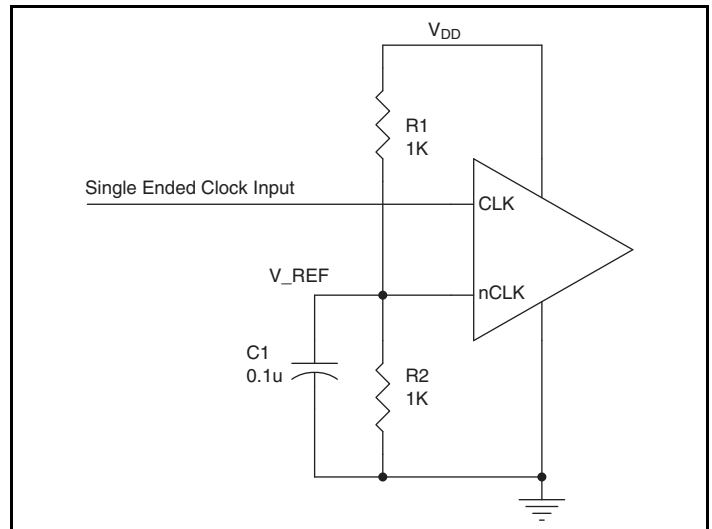 VDD
R1
1K
Single Ended Clock Input
CLK
V_REF
nCLK
C1
0.1u
R2
1K